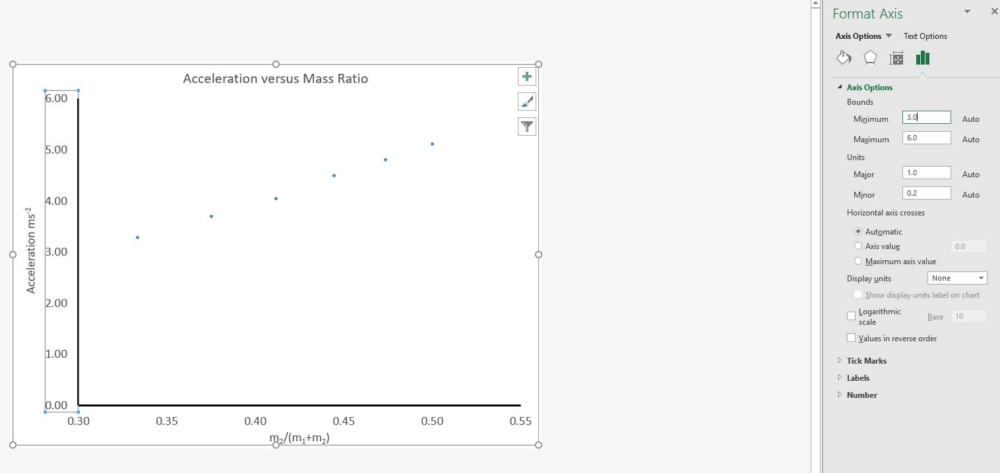 Acceleration versus Mass Ratio
6.00
5.00
4.00
3.00
2.00
1.00
0.00
Acceleration ms⁻²
0.30 0.35 0.40 0.45 0.50 0.55
m₂/(m₁+m₂)
Format Axis
Axis Options Text Options
Axis Options
Bounds
Minimum 3.0 Auto
Maximum 6.0 Auto
Units
Major 1.0 Auto
Minor 0.2 Auto
Horizontal axis crosses
Automatic
Axis value 0.0
Maximum axis value
Display units None
Show display units label on chart
Logarithmic
scale Base 10
Values in reverse order
Tick Marks
Labels
Number